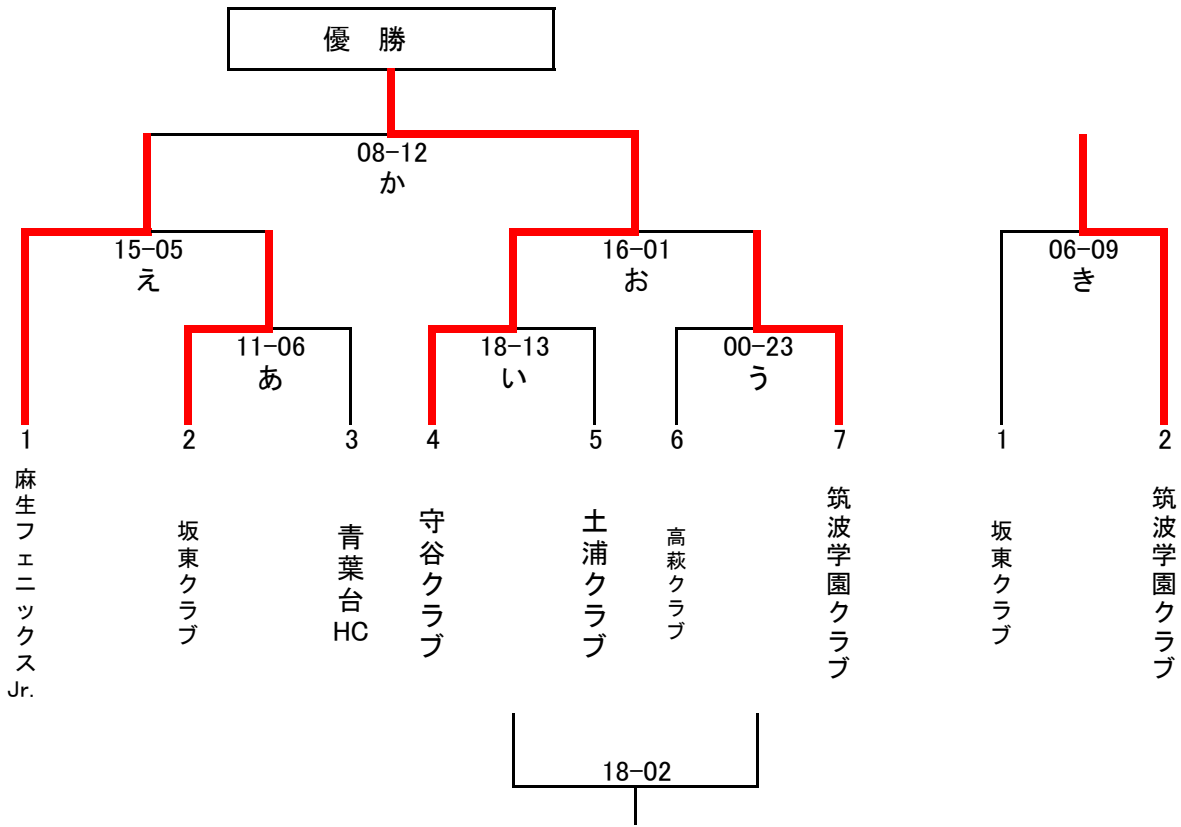 優　勝
08-12
か
15-05
え
16-01
お
06-09
き
11-06
あ
18-13
い
00-23
う
1
2
3
4
5
6
7
1
2
麻生フェニックスJr.
坂東クラブ
青葉台HC
守谷クラブ
土浦クラブ
高萩クラブ
筑波学園クラブ
坂東クラブ
筑波学園クラブ
18-02